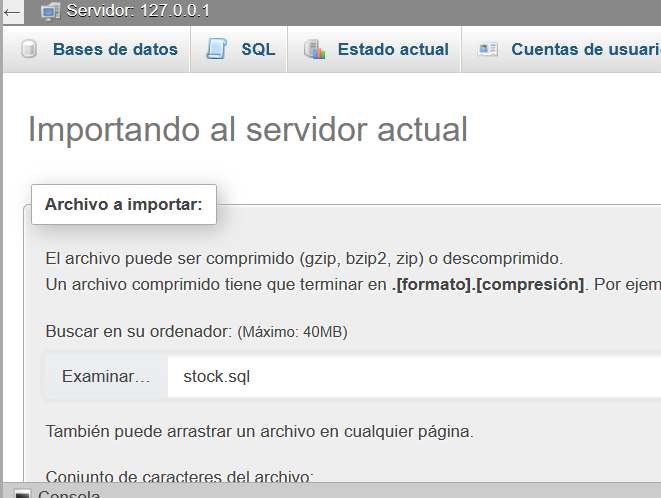 Servidor: 127.0.0.1
Bases de datos SQL Estado actual Cuentas de usuari
Importando al servidor actual
Archivo a importar:
El archivo puede ser comprimido (gzip, bzip2, zip) o descomprimido.
Un archivo comprimido tiene que terminar en .[formato].[compresión]. Por ejem
Buscar en su ordenador: (Máximo: 40MB)
Examinar... stock.sql
También puede arrastrar un archivo en cualquier página.
Conjunto de caracteres del archivo:
Consola